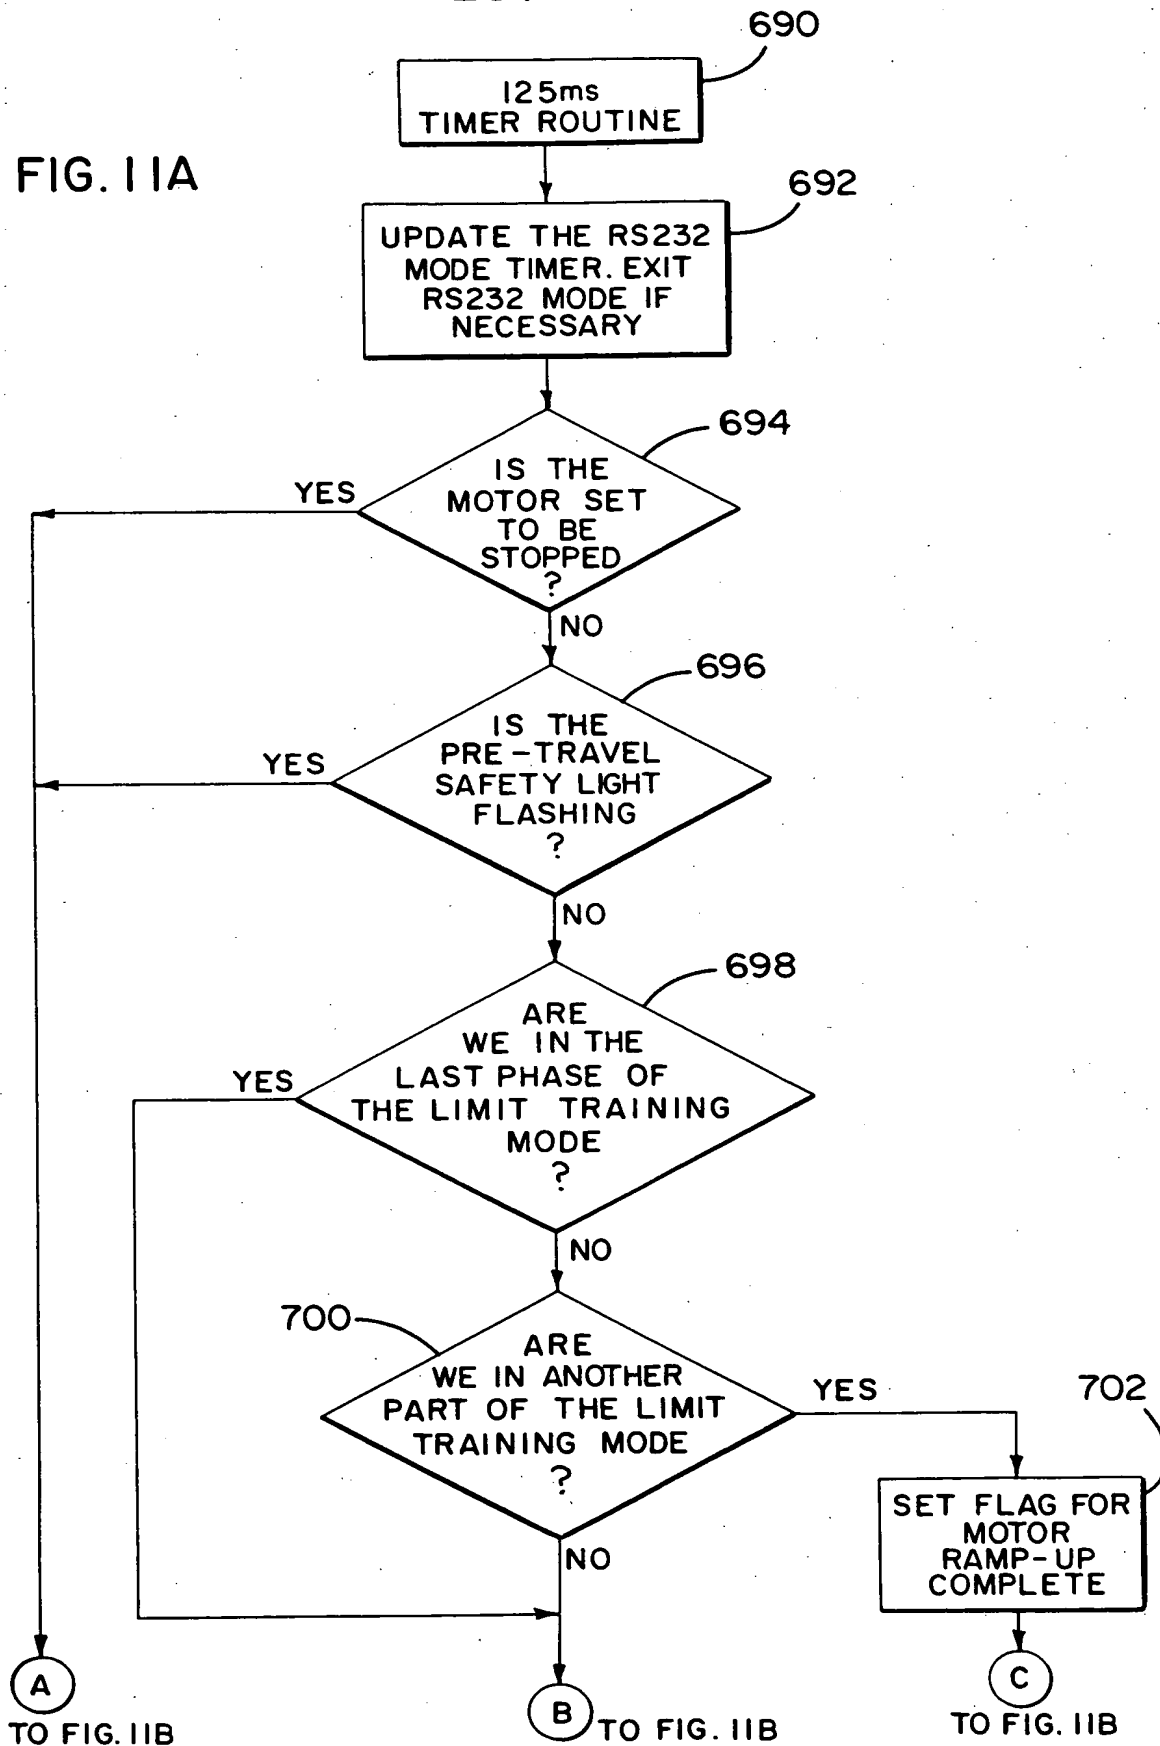 690
125ms
TIMER ROUTINE
FIG. 11A
692
UPDATE THE RS232
MODE TIMER. EXIT
RS232 MODE IF
NECESSARY
694
IS THE
MOTOR SET
TO BE
STOPPED
?
YES
NO
696
IS THE
PRE-TRAVEL
SAFETY LIGHT
FLASHING
?
YES
NO
698
ARE
WE IN THE
LAST PHASE OF
THE LIMIT TRAINING
MODE
?
YES
NO
700
ARE
WE IN ANOTHER
PART OF THE LIMIT
TRAINING MODE
?
YES
NO
702
SET FLAG FOR
MOTOR
RAMP-UP
COMPLETE
A
TO FIG. 11B
B
TO FIG. 11B
C
TO FIG. 11B